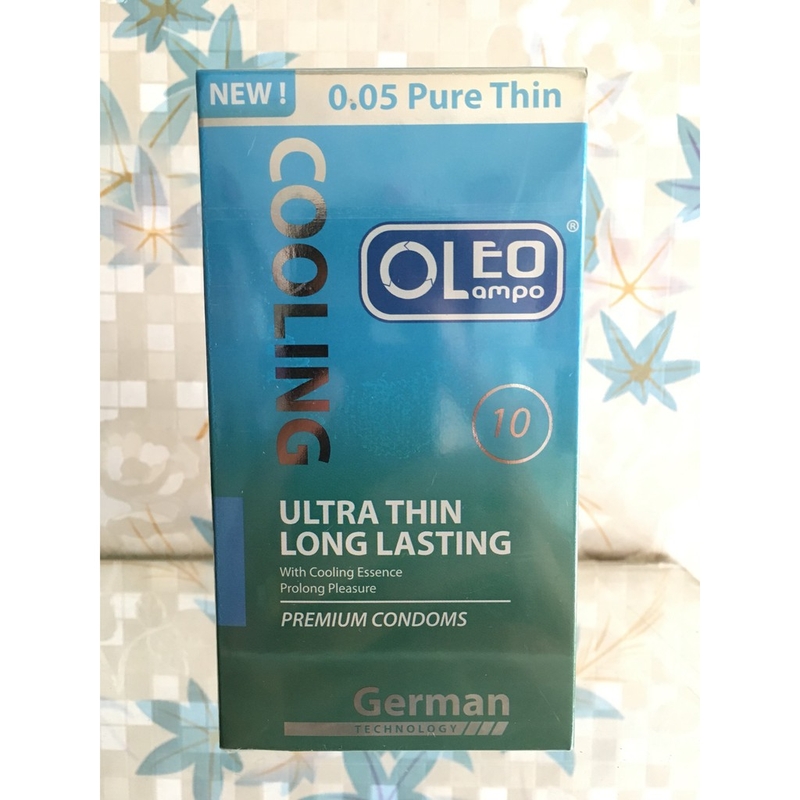 NEW !
0.05 Pure Thin
COOLING
OLEO
Lampo
®
10
ULTRA THIN
LONG LASTING
With Cooling Essence
Prolong Pleasure
PREMIUM CONDOMS
German
TECHNOLOGY